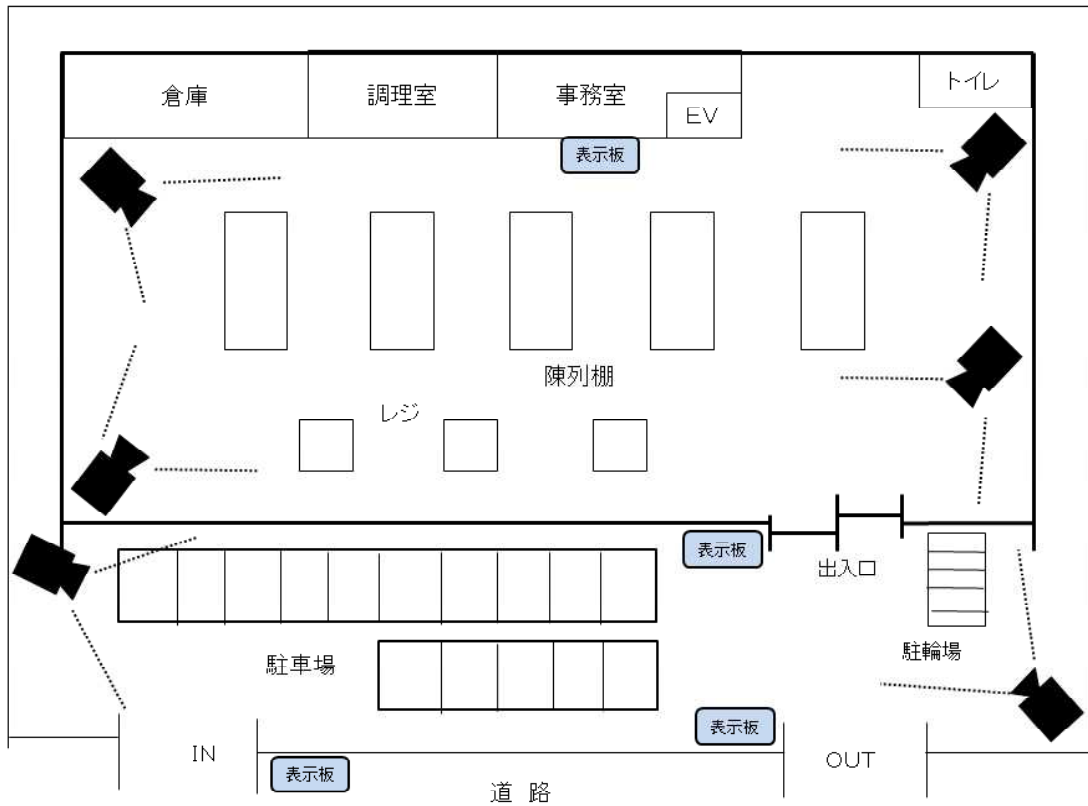 倉庫
調理室
事務室
EV
トイレ
表示板
陳列棚
レジ
表示板
出入口
駐車場
駐輪場
表示板
IN
OUT
表示板
道 路